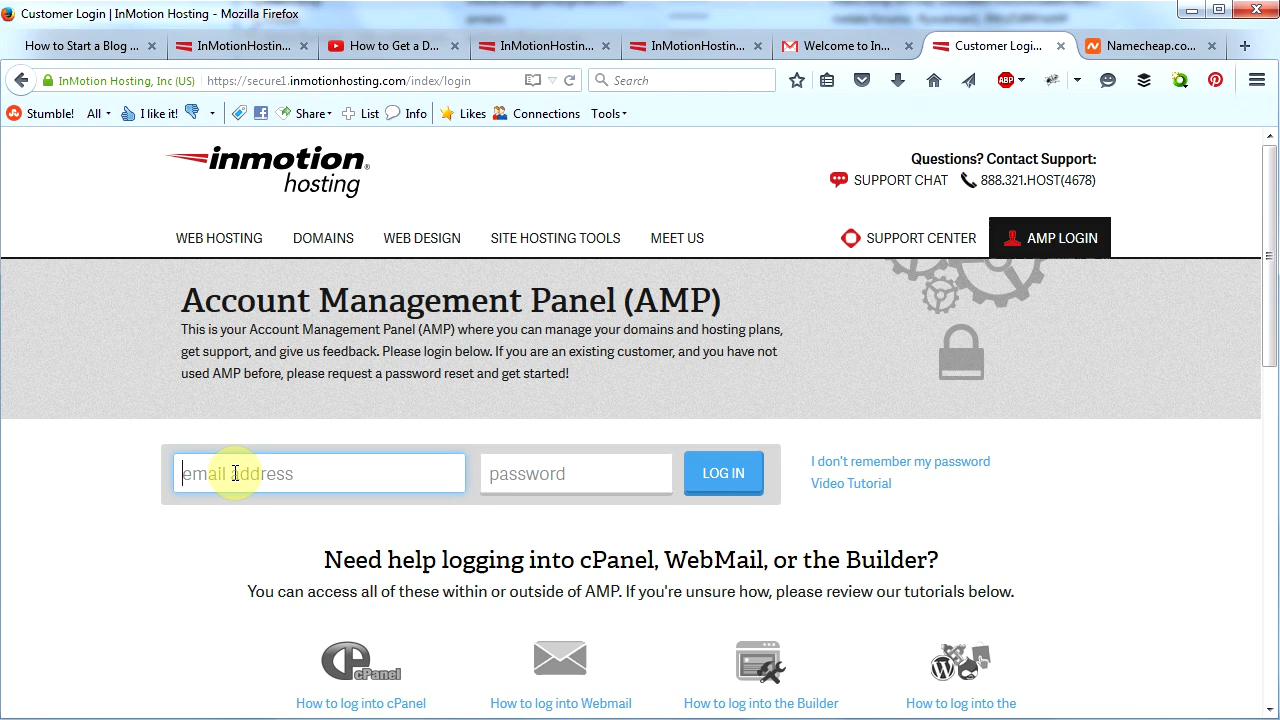 Customer Login | InMotion Hosting - Mozilla Firefox
How to Start a Blog ...
InMotionHostin...
How to Set a D...
InMotionHostin...
InMotionHostin...
Welcome to In...
Customer Logi...
Namecheap.co...
InMotion Hosting, Inc (US)
https://secure1.inmotionhosting.com/index/login
Search
ABP
Stumble!
All
I like it!
Share
List
Info
Likes
Connections
Tools
inmotion
hosting
Questions? Contact Support:
SUPPORT CHAT
888.321.HOST(4678)
WEB HOSTING
DOMAINS
WEB DESIGN
SITE HOSTING TOOLS
MEET US
SUPPORT CENTER
AMP LOGIN
Account Management Panel (AMP)
This is your Account Management Panel (AMP) where you can manage your domains and hosting plans,
get support, and give us feedback. Please login below. If you are an existing customer, and you have not
used AMP before, please request a password reset and get started!
email address
password
LOG IN
I don't remember my password
Video Tutorial
Need help logging into cPanel, WebMail, or the Builder?
You can access all of these within or outside of AMP. If you're unsure how, please review our tutorials below.
cPanel
How to log into cPanel
How to log into Webmail
How to log into the Builder
How to log into the